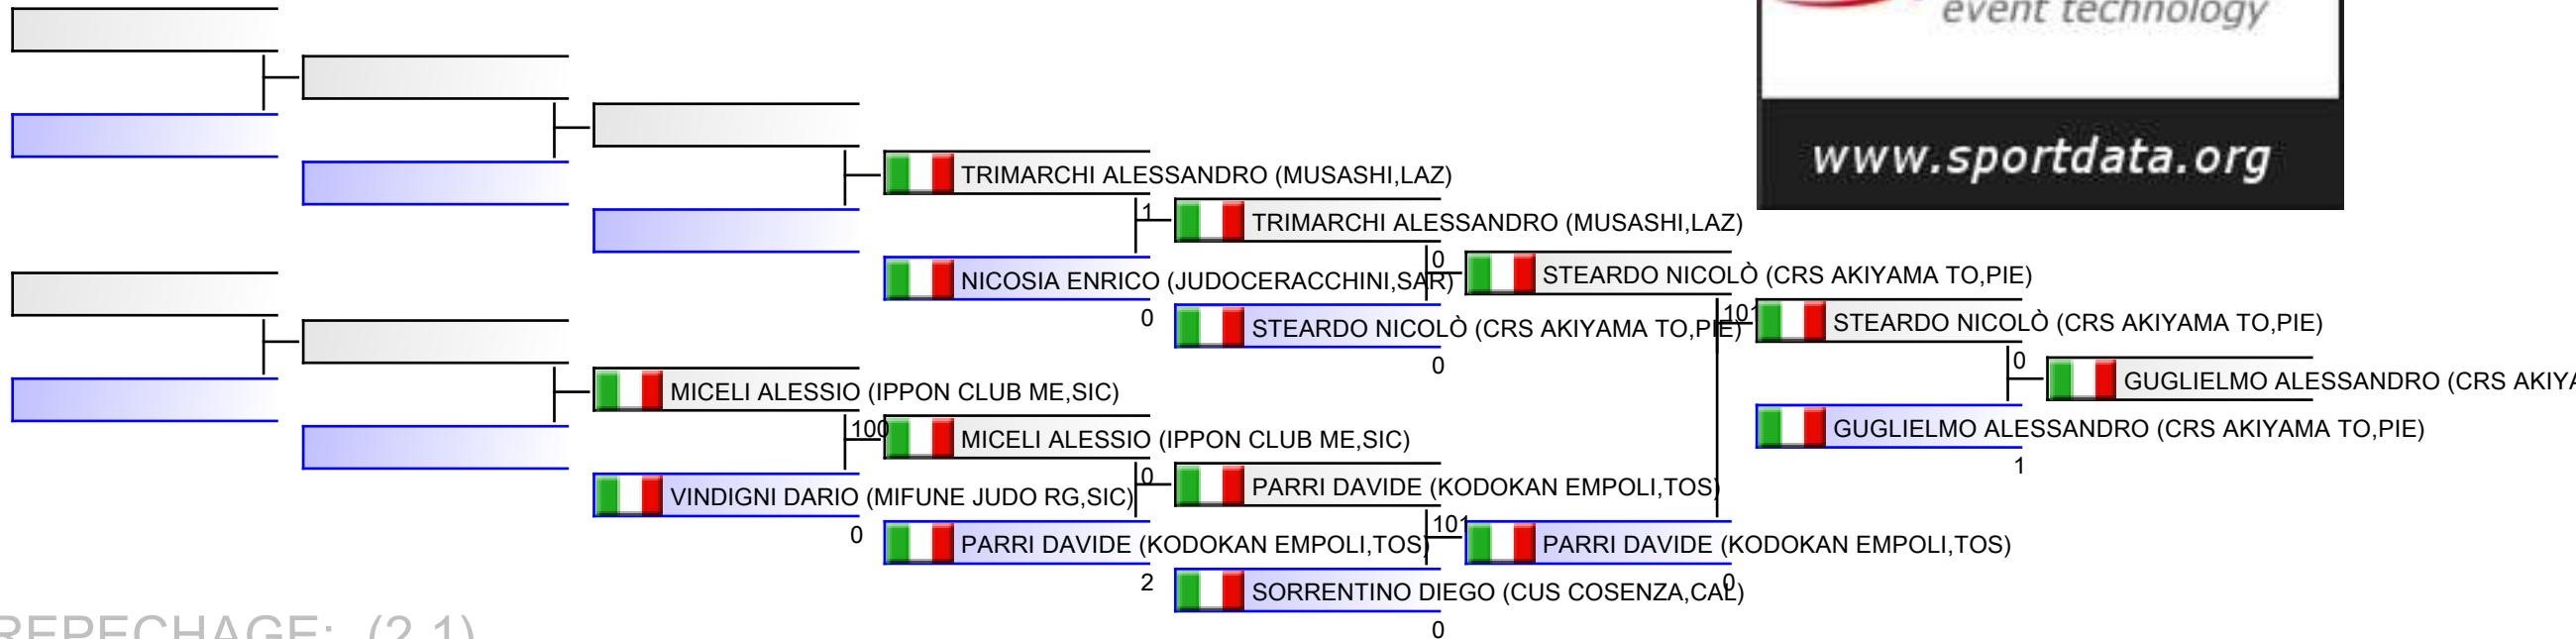 event technology
www.sportdata.org
TRIMARCHI ALESSANDRO (MUSASHI,LAZ)
1
TRIMARCHI ALESSANDRO (MUSASHI,LAZ)
NICOSIA ENRICO (JUDOCERACCHINI,SAR)
0
0
STEARDO NICOLÒ (CRS AKIYAMA TO,PIE)
STEARDO NICOLÒ (CRS AKIYAMA TO,PIE)
0
101
STEARDO NICOLÒ (CRS AKIYAMA TO,PIE)
0
GUGLIELMO ALESSANDRO (CRS AKIYA
GUGLIELMO ALESSANDRO (CRS AKIYAMA TO,PIE)
1
MICELI ALESSIO (IPPON CLUB ME,SIC)
100
MICELI ALESSIO (IPPON CLUB ME,SIC)
VINDIGNI DARIO (MIFUNE JUDO RG,SIC)
0
0
PARRI DAVIDE (KODOKAN EMPOLI,TOS)
PARRI DAVIDE (KODOKAN EMPOLI,TOS)
2
101
PARRI DAVIDE (KODOKAN EMPOLI,TOS)
0
SORRENTINO DIEGO (CUS COSENZA,CAL)
0
REPECHAGE: (2.1)